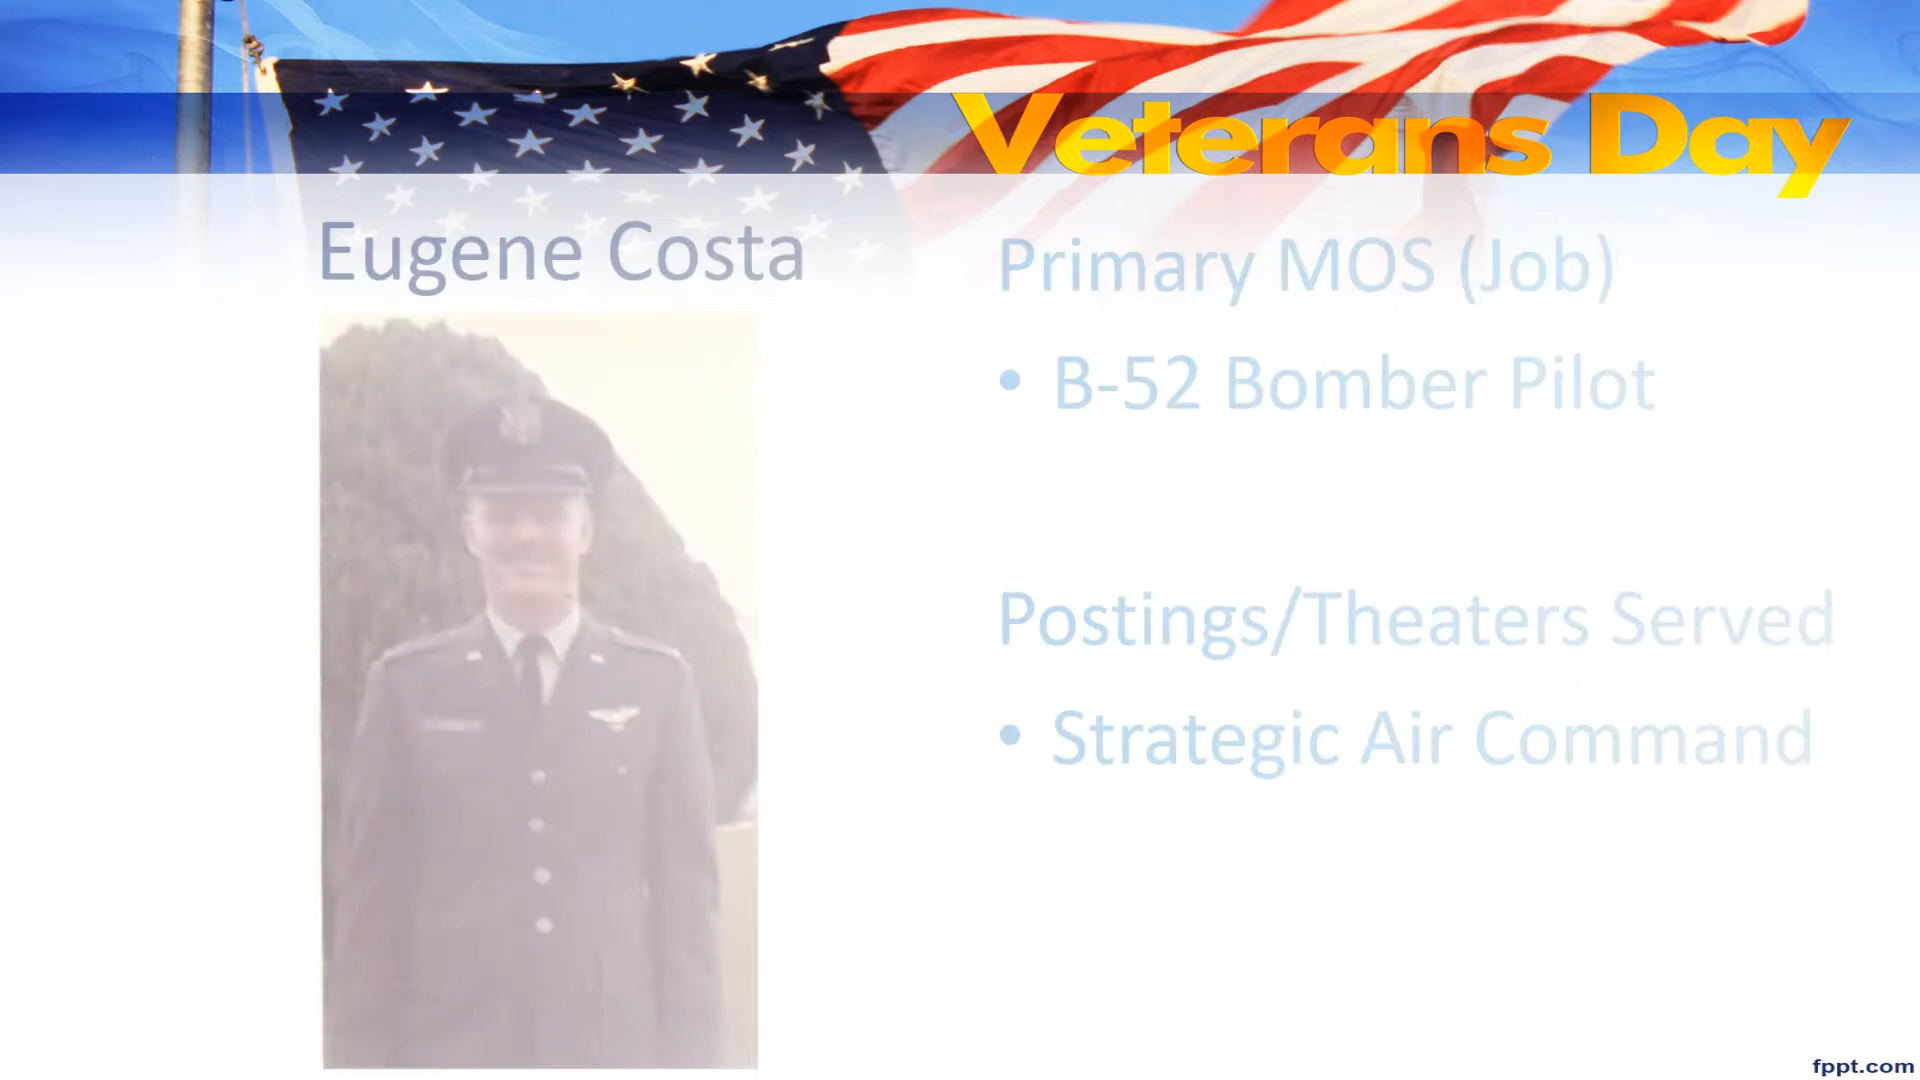 Veterans Day
Eugene Costa
Primary MOS (Job)
• B-52 Bomber Pilot
Postings/Theaters Served
• Strategic Air Command
fppt.com